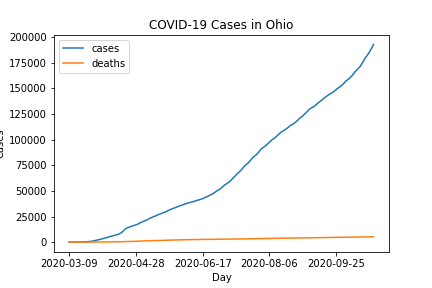 COVID-19 Cases in Ohio
200000
175000
150000
125000
100000
75000
50000
25000
0
cases
deaths
cases
2020-03-09 2020-04-28 2020-06-17 2020-08-06 2020-09-25
Day